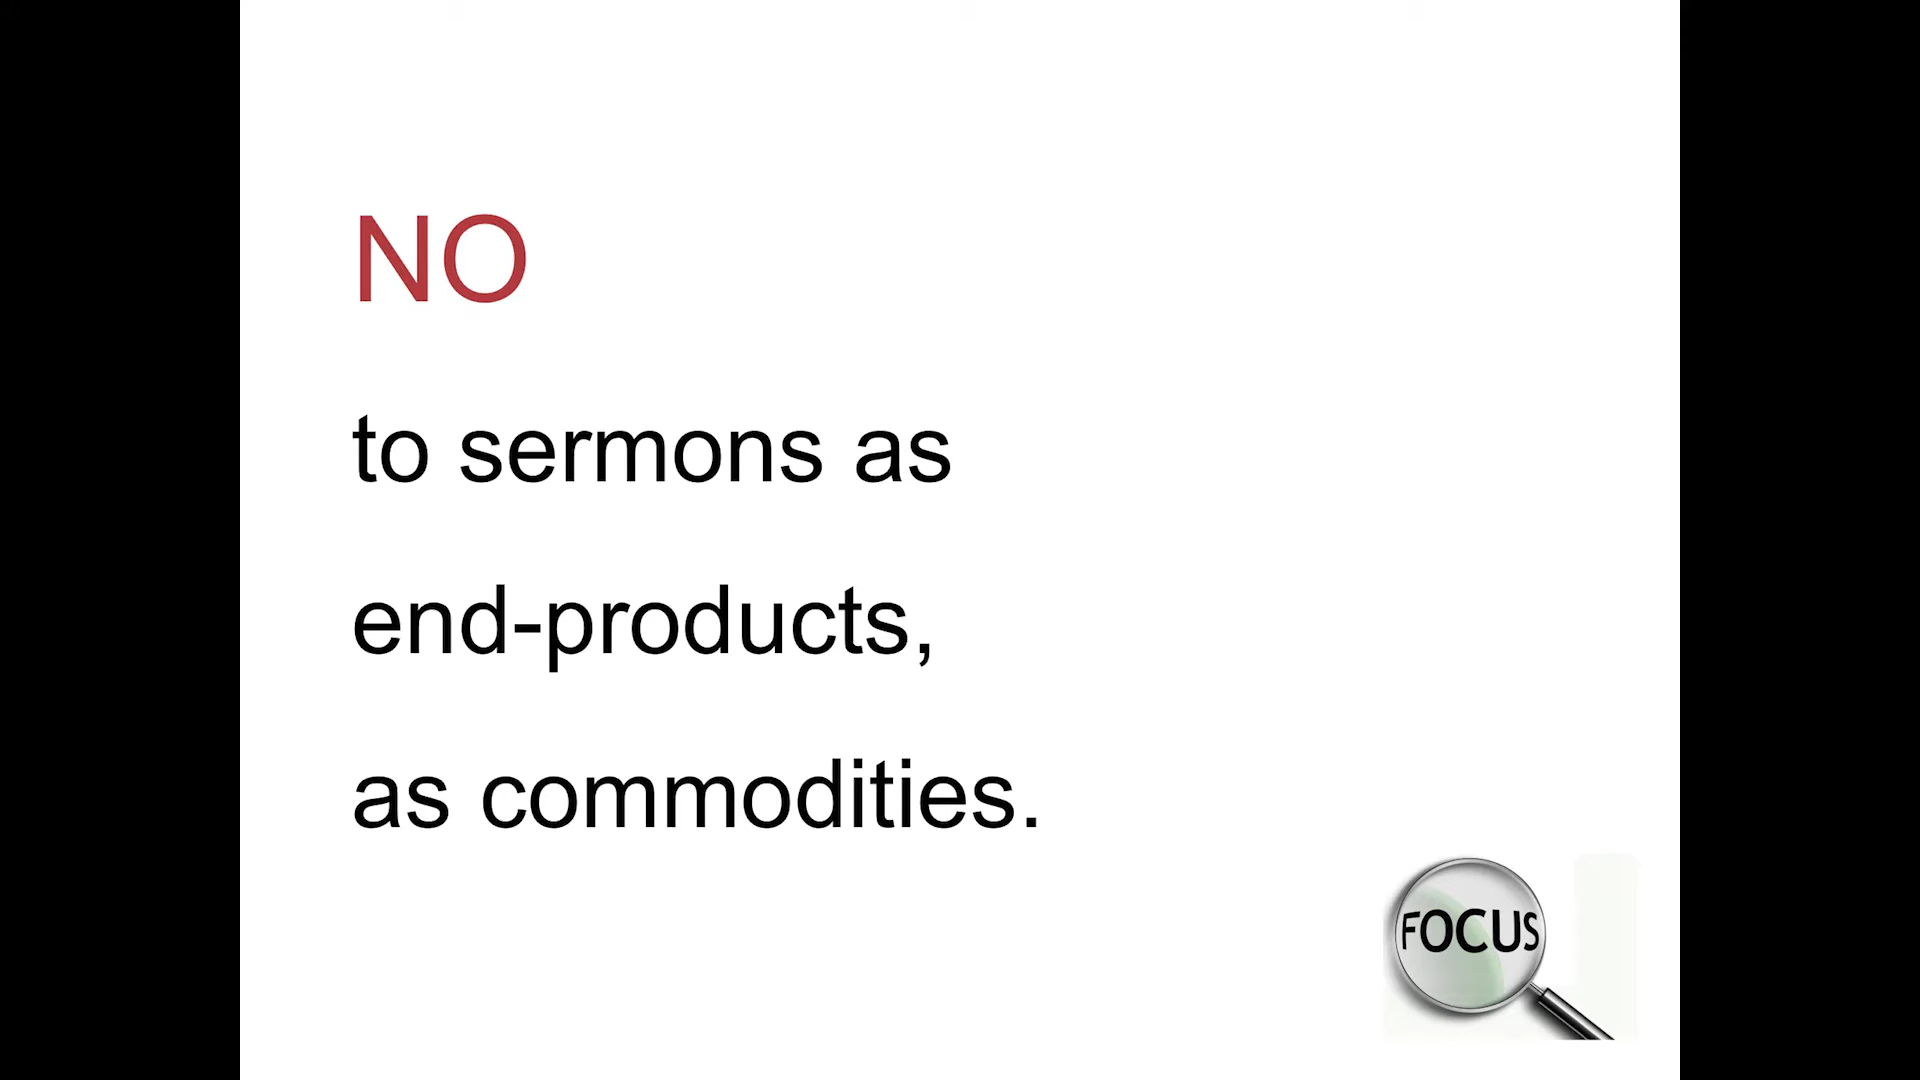 NO
to sermons as
end-products,
as commodities.
FOCUS